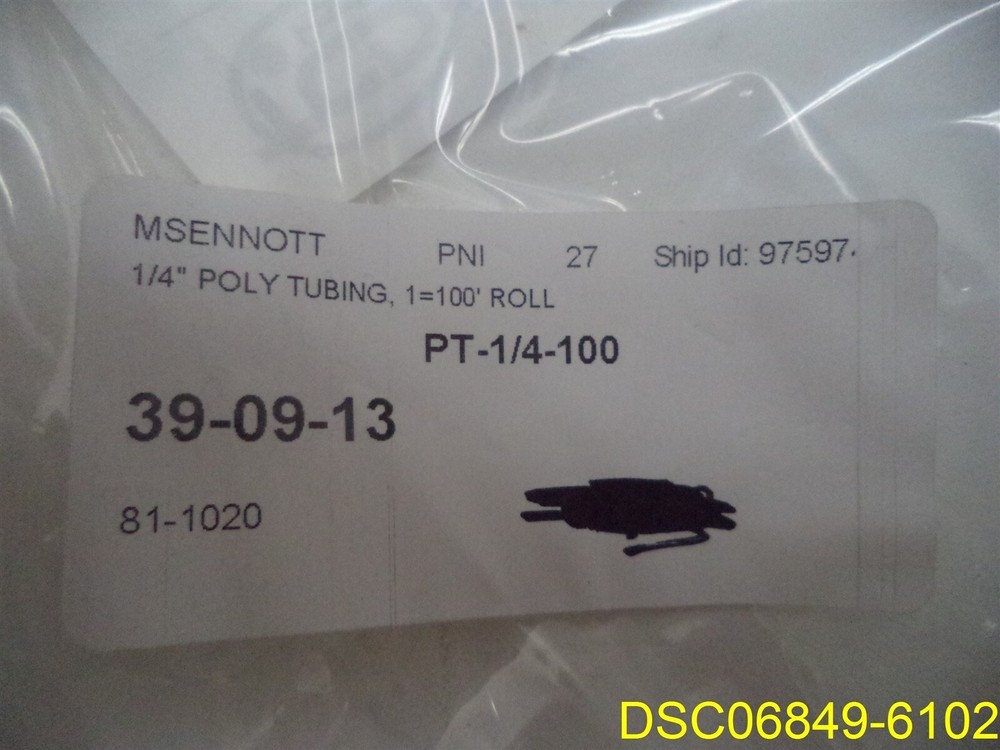 MSENNOTT PNI 27 Ship Id: 97597
1/4" POLY TUBING, 1=100' ROLL
PT-1/4-100
39-09-13
81-1020
DSC06849-6102